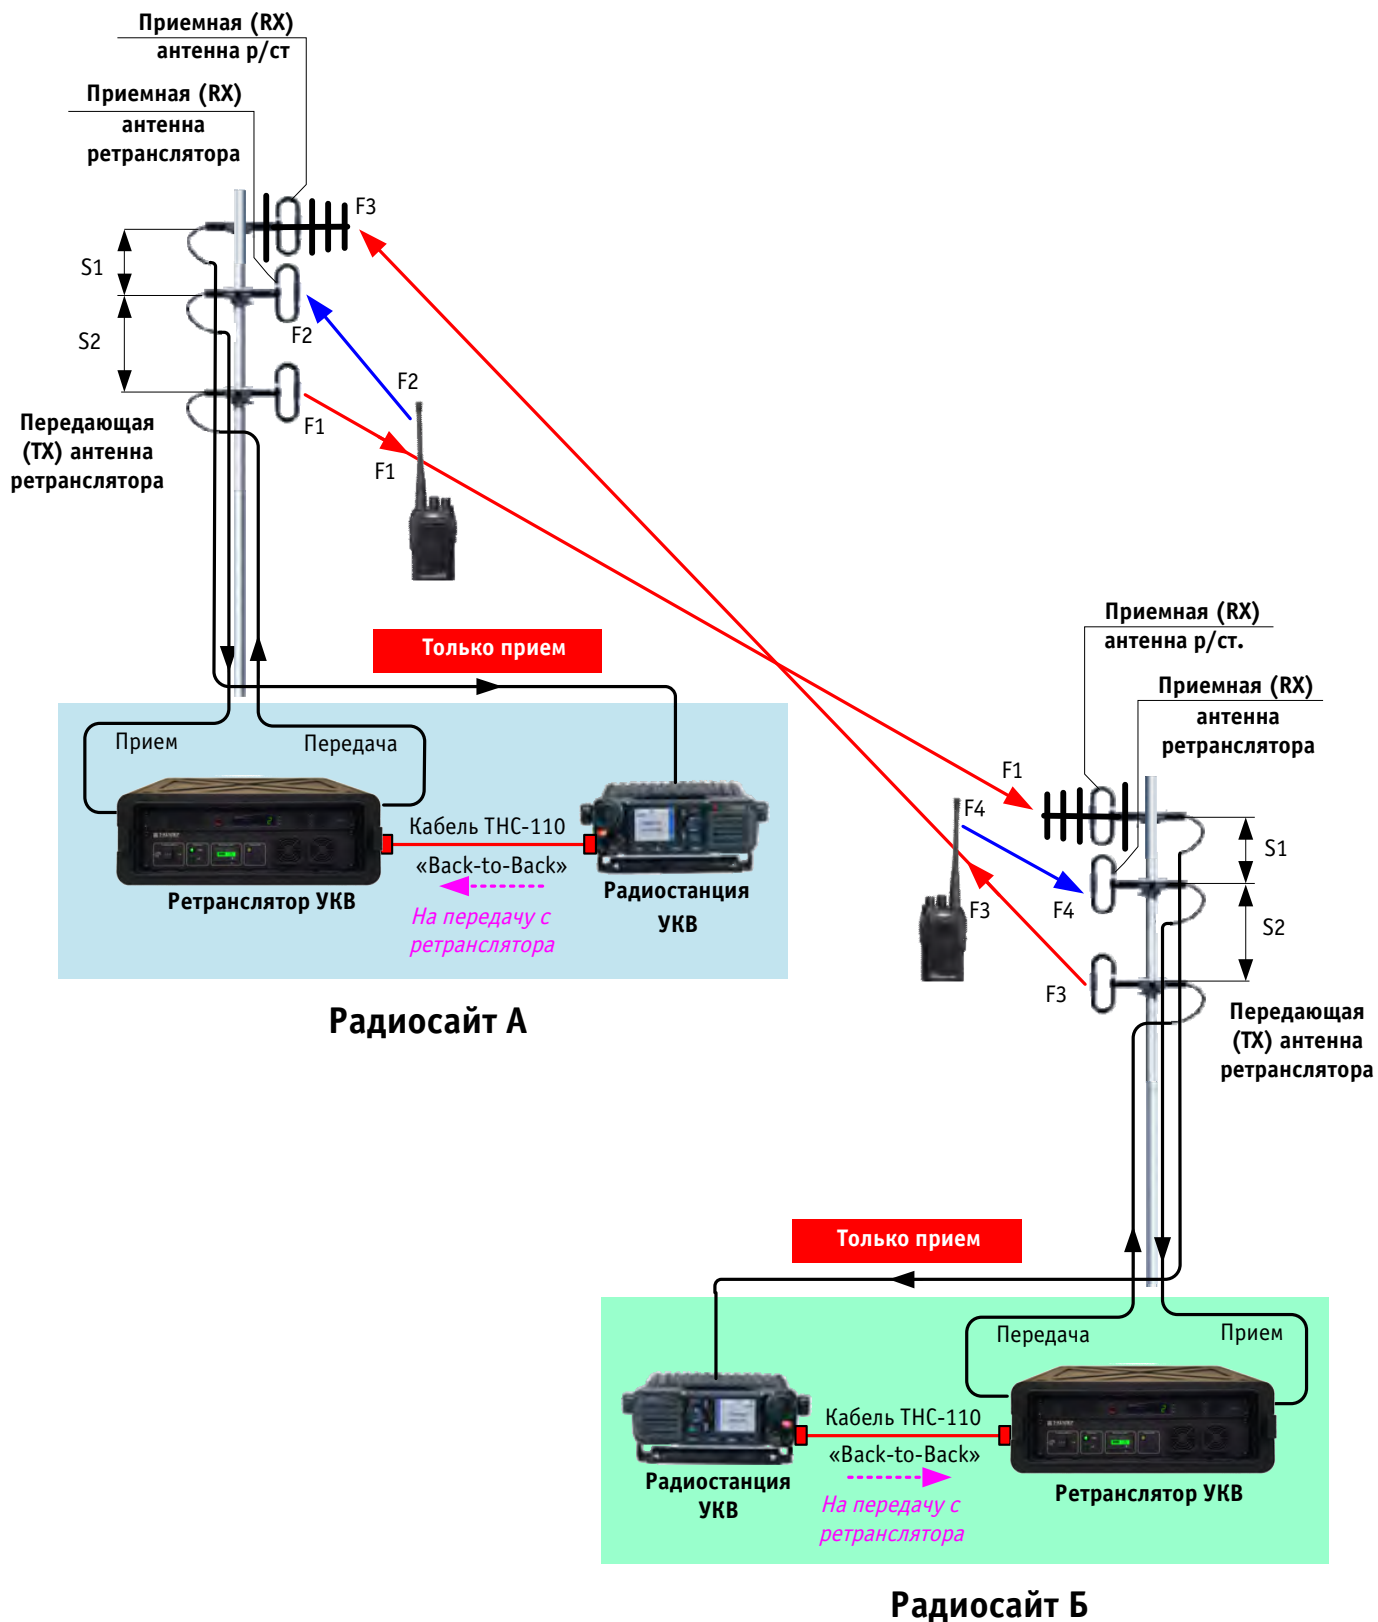 Приемная (RX)
антенна р/ст
Приемная (RX)
антенна
ретранслятора
F3
S1
F2
S2
F2
F1
F1
Передающая
(TX) антенна
ретранслятора
Только прием
Прием
Передача
Кабель ТНС-110
«Back-to-Back»
Ретранслятор УКВ
Радиостанция
УКВ
На передачу с
ретранслятора
Радиосайт А
Приемная (RX)
антенна р/ст.
Приемная (RX)
антенна
ретранслятора
F1
F4
S1
F4
F3
S2
F3
Передающая
(TX) антенна
ретранслятора
Только прием
Передача
Прием
Кабель ТНС-110
«Back-to-Back»
Радиостанция
УКВ
Ретранслятор УКВ
На передачу с
ретранслятора
Радиосайт Б